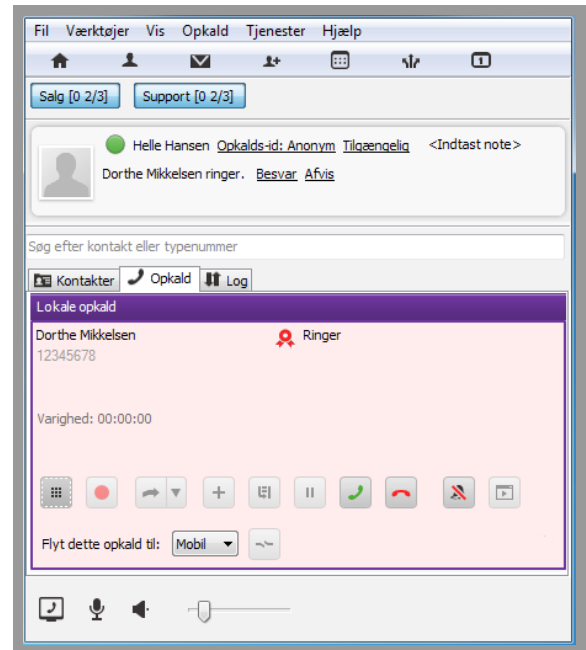 Fil Værktøjer Vis Opkald Tjenester Hjælp
1
Salg [0 2/3] Support [0 2/3]
Helle Hansen Opkalds-id: Anonym Tilgængelig <Indtast note>
Dorthe Mikkelsen ringer. Besvar Afvis
Søg efter kontakt eller typenummer
Kontakter Opkald Log
Lokale opkald
Dorthe Mikkelsen Ringer
12345678
Varighed: 00:00:00
Flyt dette opkald til: Mobil